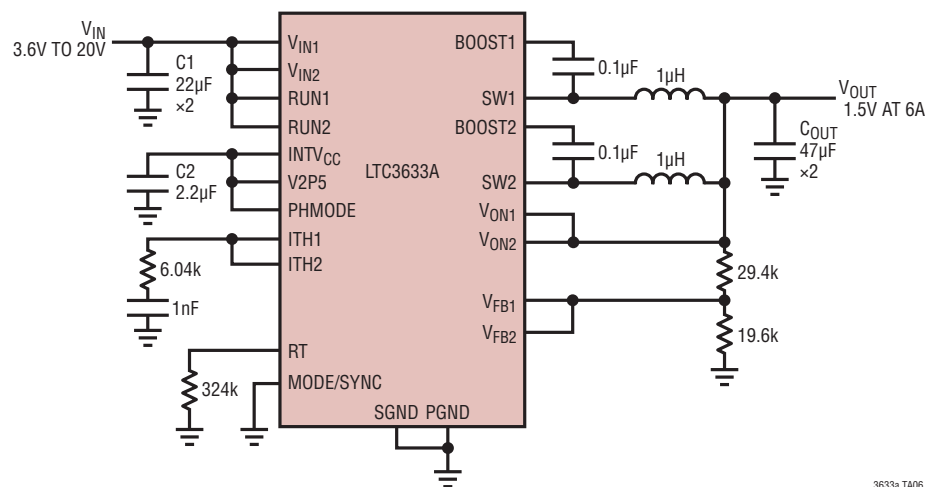 VIN
3.6V TO 20V
C1
22µF
×2
C2
2.2µF
6.04k
1nF
324k
VIN1
VIN2
RUN1
RUN2
INTVCC
V2P5
PHMODE
ITH1
ITH2
RT
MODE/SYNC
LTC3633A
SGND PGND
BOOST1
SW1
BOOST2
SW2
VON1
VON2
VFB1
VFB2
0.1µF
1µH
0.1µF
1µH
VOUT
1.5V AT 6A
COUT
47µF
×2
29.4k
19.6k
3633a TA06